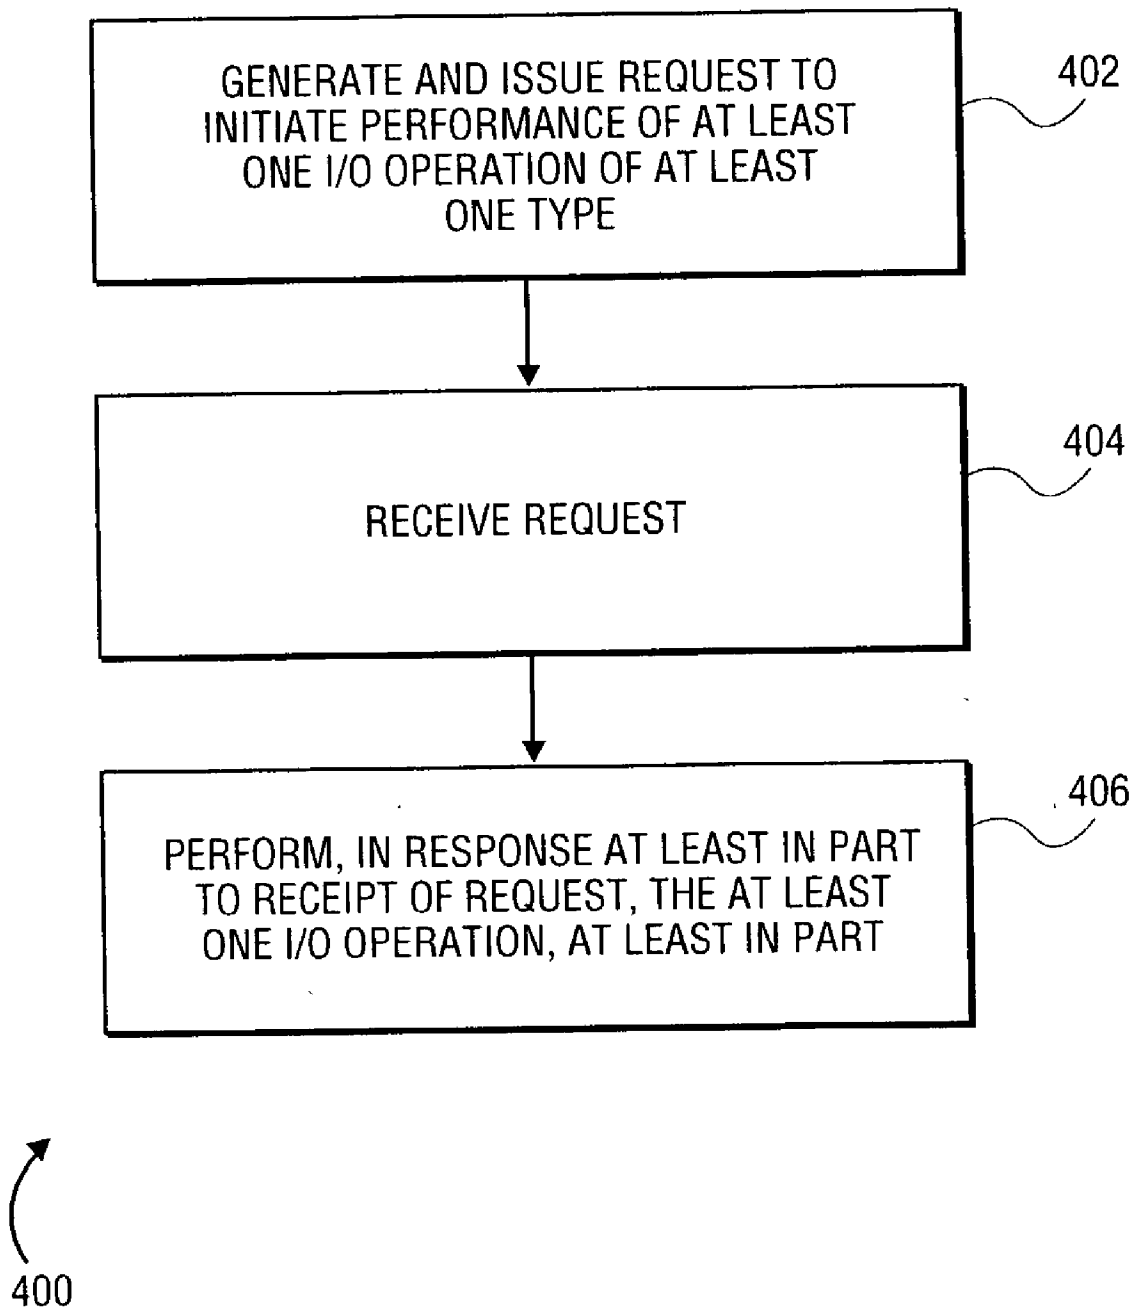 GENERATE AND ISSUE REQUEST TO
INITIATE PERFORMANCE OF AT LEAST
ONE I/O OPERATION OF AT LEAST
ONE TYPE
402
RECEIVE REQUEST
404
PERFORM, IN RESPONSE AT LEAST IN PART
TO RECEIPT OF REQUEST, THE AT LEAST
ONE I/O OPERATION, AT LEAST IN PART
406
400